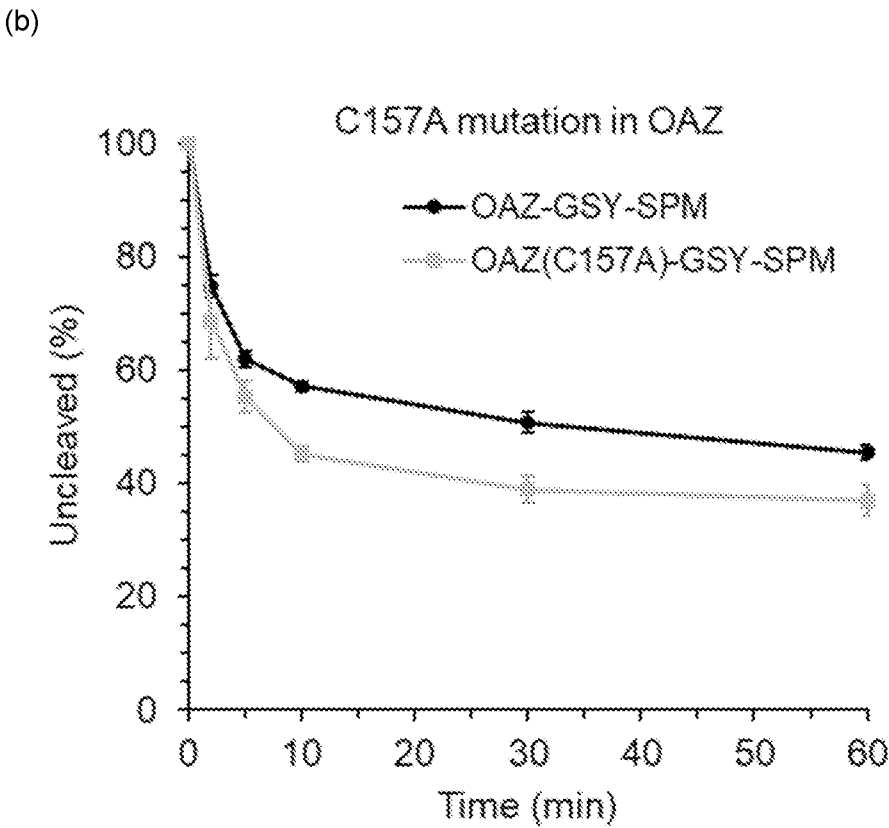 (b)
C157A mutation in OAZ
OAZ-GSY-SPM
OAZ(C157A)-GSY-SPM
Uncleaved (%)
100
80
60
40
20
0
0 10 20 30 40 50 60
Time (min)